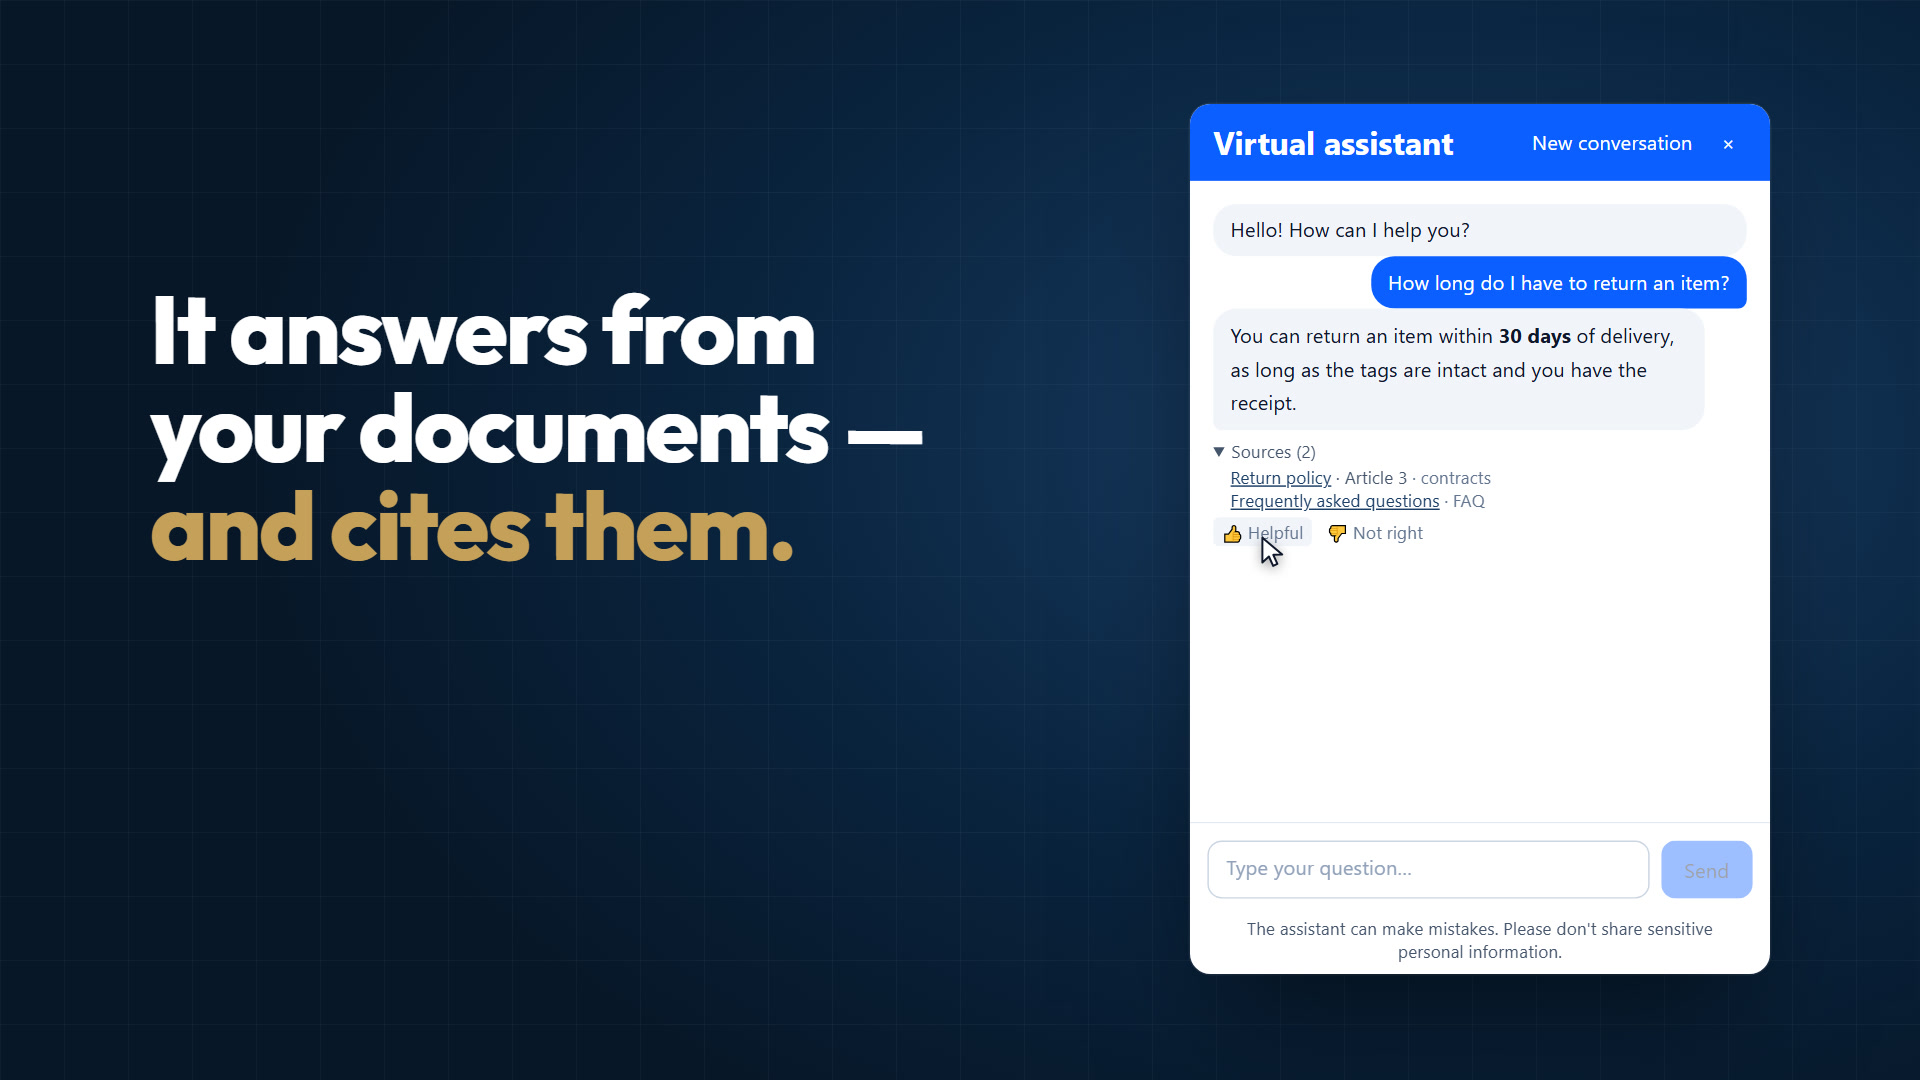 It answers from
your documents —
and cites them.
Virtual assistant
New conversation ×
Hello! How can I help you?
How long do I have to return an item?
You can return an item within 30 days of delivery,
as long as the tags are intact and you have the
receipt.
▼ Sources (2)
Return policy · Article 3 · contracts
Frequently asked questions · FAQ
👍 Helpful 👎 Not right
Type your question...
Send
The assistant can make mistakes. Please don't share sensitive
personal information.